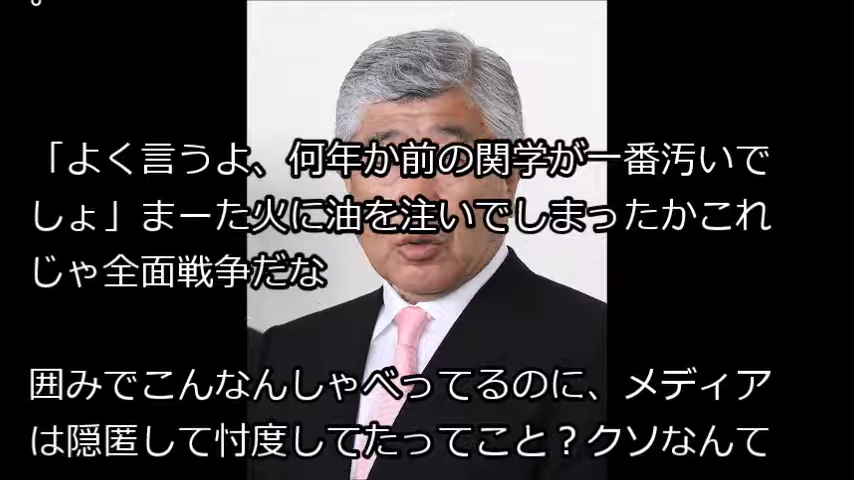 。
「よく言うよ、何年か前の関学が一番汚いで
しょ」まーた火に油を注いでしまったかこれ
じゃ全面戦争だな
囲みでこんなんしゃべってるのに、メディア
は隠匿して忖度してたってこと？クソなんて